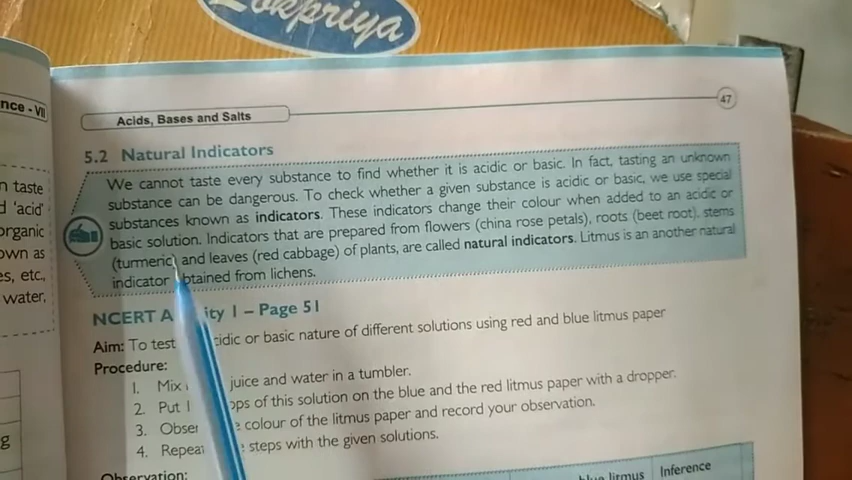 Lokpriya
nce - VII
n taste
d 'acid'
organic
own as
es, etc.,
water,
g
Acids, Bases and Salts
47
5.2 Natural Indicators
We cannot taste every substance to find whether it is acidic or basic. In fact, tasting an unknown
substance can be dangerous. To check whether a given substance is acidic or basic, we use special
substances known as indicators. These indicators change their colour when added to an acidic or
basic solution. Indicators that are prepared from flowers (china rose petals), roots (beet root), stems
(turmeric) and leaves (red cabbage) of plants, are called natural indicators. Litmus is an another natural
indicator btained from lichens.
NCERT A ity 1 – Page 51
Aim: To test cidic or basic nature of different solutions using red and blue litmus paper
Procedure:
1. Mix juice and water in a tumbler.
2. Put ops of this solution on the blue and the red litmus paper with a dropper.
3. Obser e colour of the litmus paper and record your observation.
4. Repeat steps with the given solutions.
Observation:
blue litmus Inference